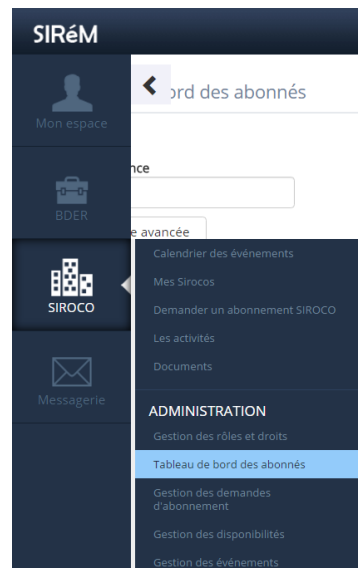 SIRéM
Mon espace
ord des abonnés
nce
BDER
e avancée
SIROCO
Calendrier des événements
Mes Sirocos
Demander un abonnement SIROCO
Les activités
Documents
Messagerie
ADMINISTRATION
Gestion des rôles et droits
Tableau de bord des abonnés
Gestion des demandes
d'abonnement
Gestion des disponibilités
Gestion des événements